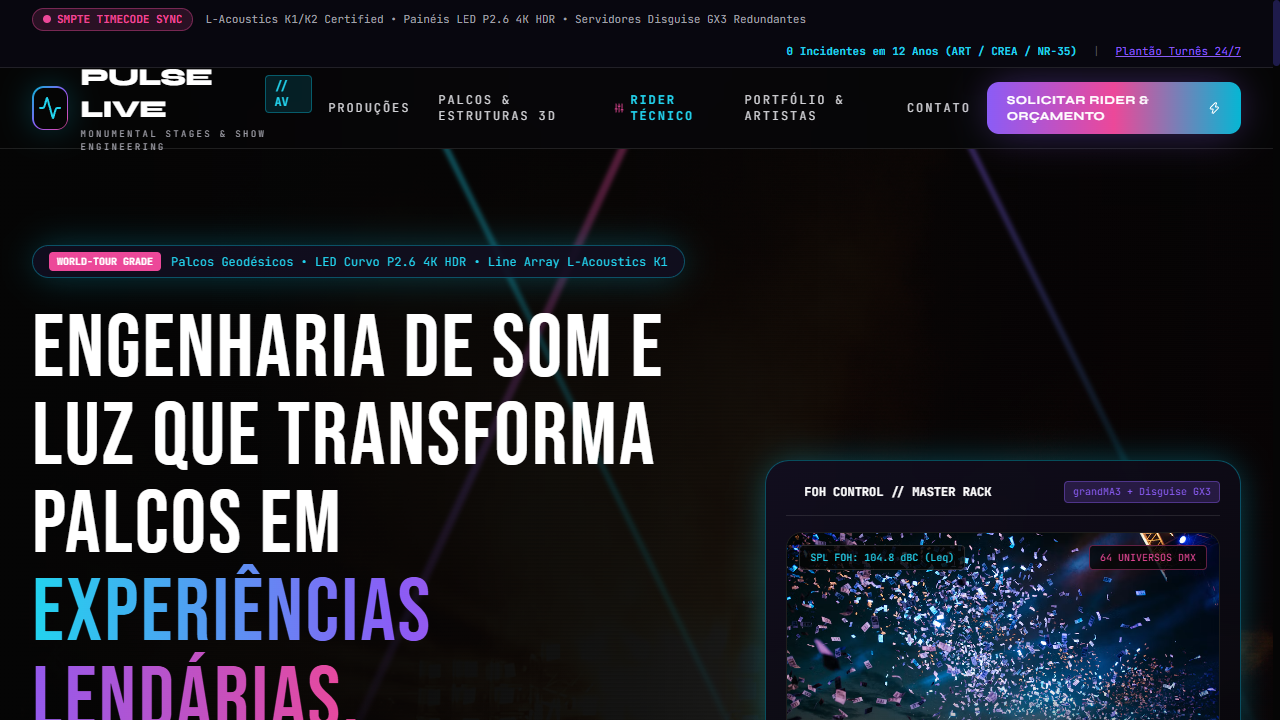 SMPTE TIMECODE SYNC
L-Acoustics K1/K2 Certified • Painéis LED P2.6 4K HDR • Servidores Disguise GX3 Redundantes
0 Incidentes em 12 Anos (ART / CREA / NR-35) | Plantão Turnês 24/7
PULSE
LIVE
// AV
MONUMENTAL STAGES & SHOW
ENGINEERING
PRODUÇÕES
PALCOS &
ESTRUTURAS 3D
RIDER
TÉCNICO
PORTFÓLIO &
ARTISTAS
CONTATO
SOLICITAR RIDER &
ORÇAMENTO
WORLD-TOUR GRADE
Palcos Geodésicos • LED Curvo P2.6 4K HDR • Line Array L-Acoustics K1
ENGENHARIA DE SOM E
LUZ QUE TRANSFORMA
PALCOS EM
EXPERIÊNCIAS
LENDÁRIAS.
FOH CONTROL // MASTER RACK
grandMA3 + Disguise GX3
SPL FOH: 104.8 dBC (Leq)
64 UNIVERSOS DMX